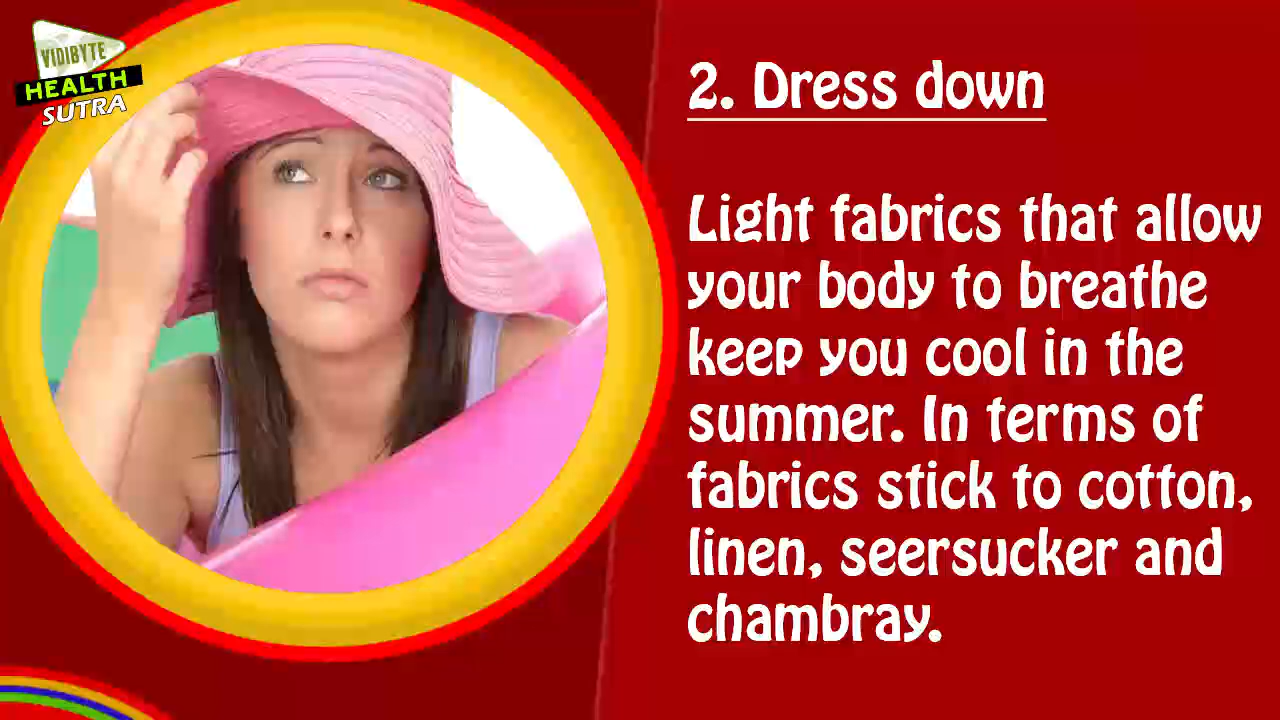 VIDIBYTE
HEALTH
SUTRA
2. Dress down
Light fabrics that allow
your body to breathe
keep you cool in the
summer. In terms of
fabrics stick to cotton,
linen, seersucker and
chambray.